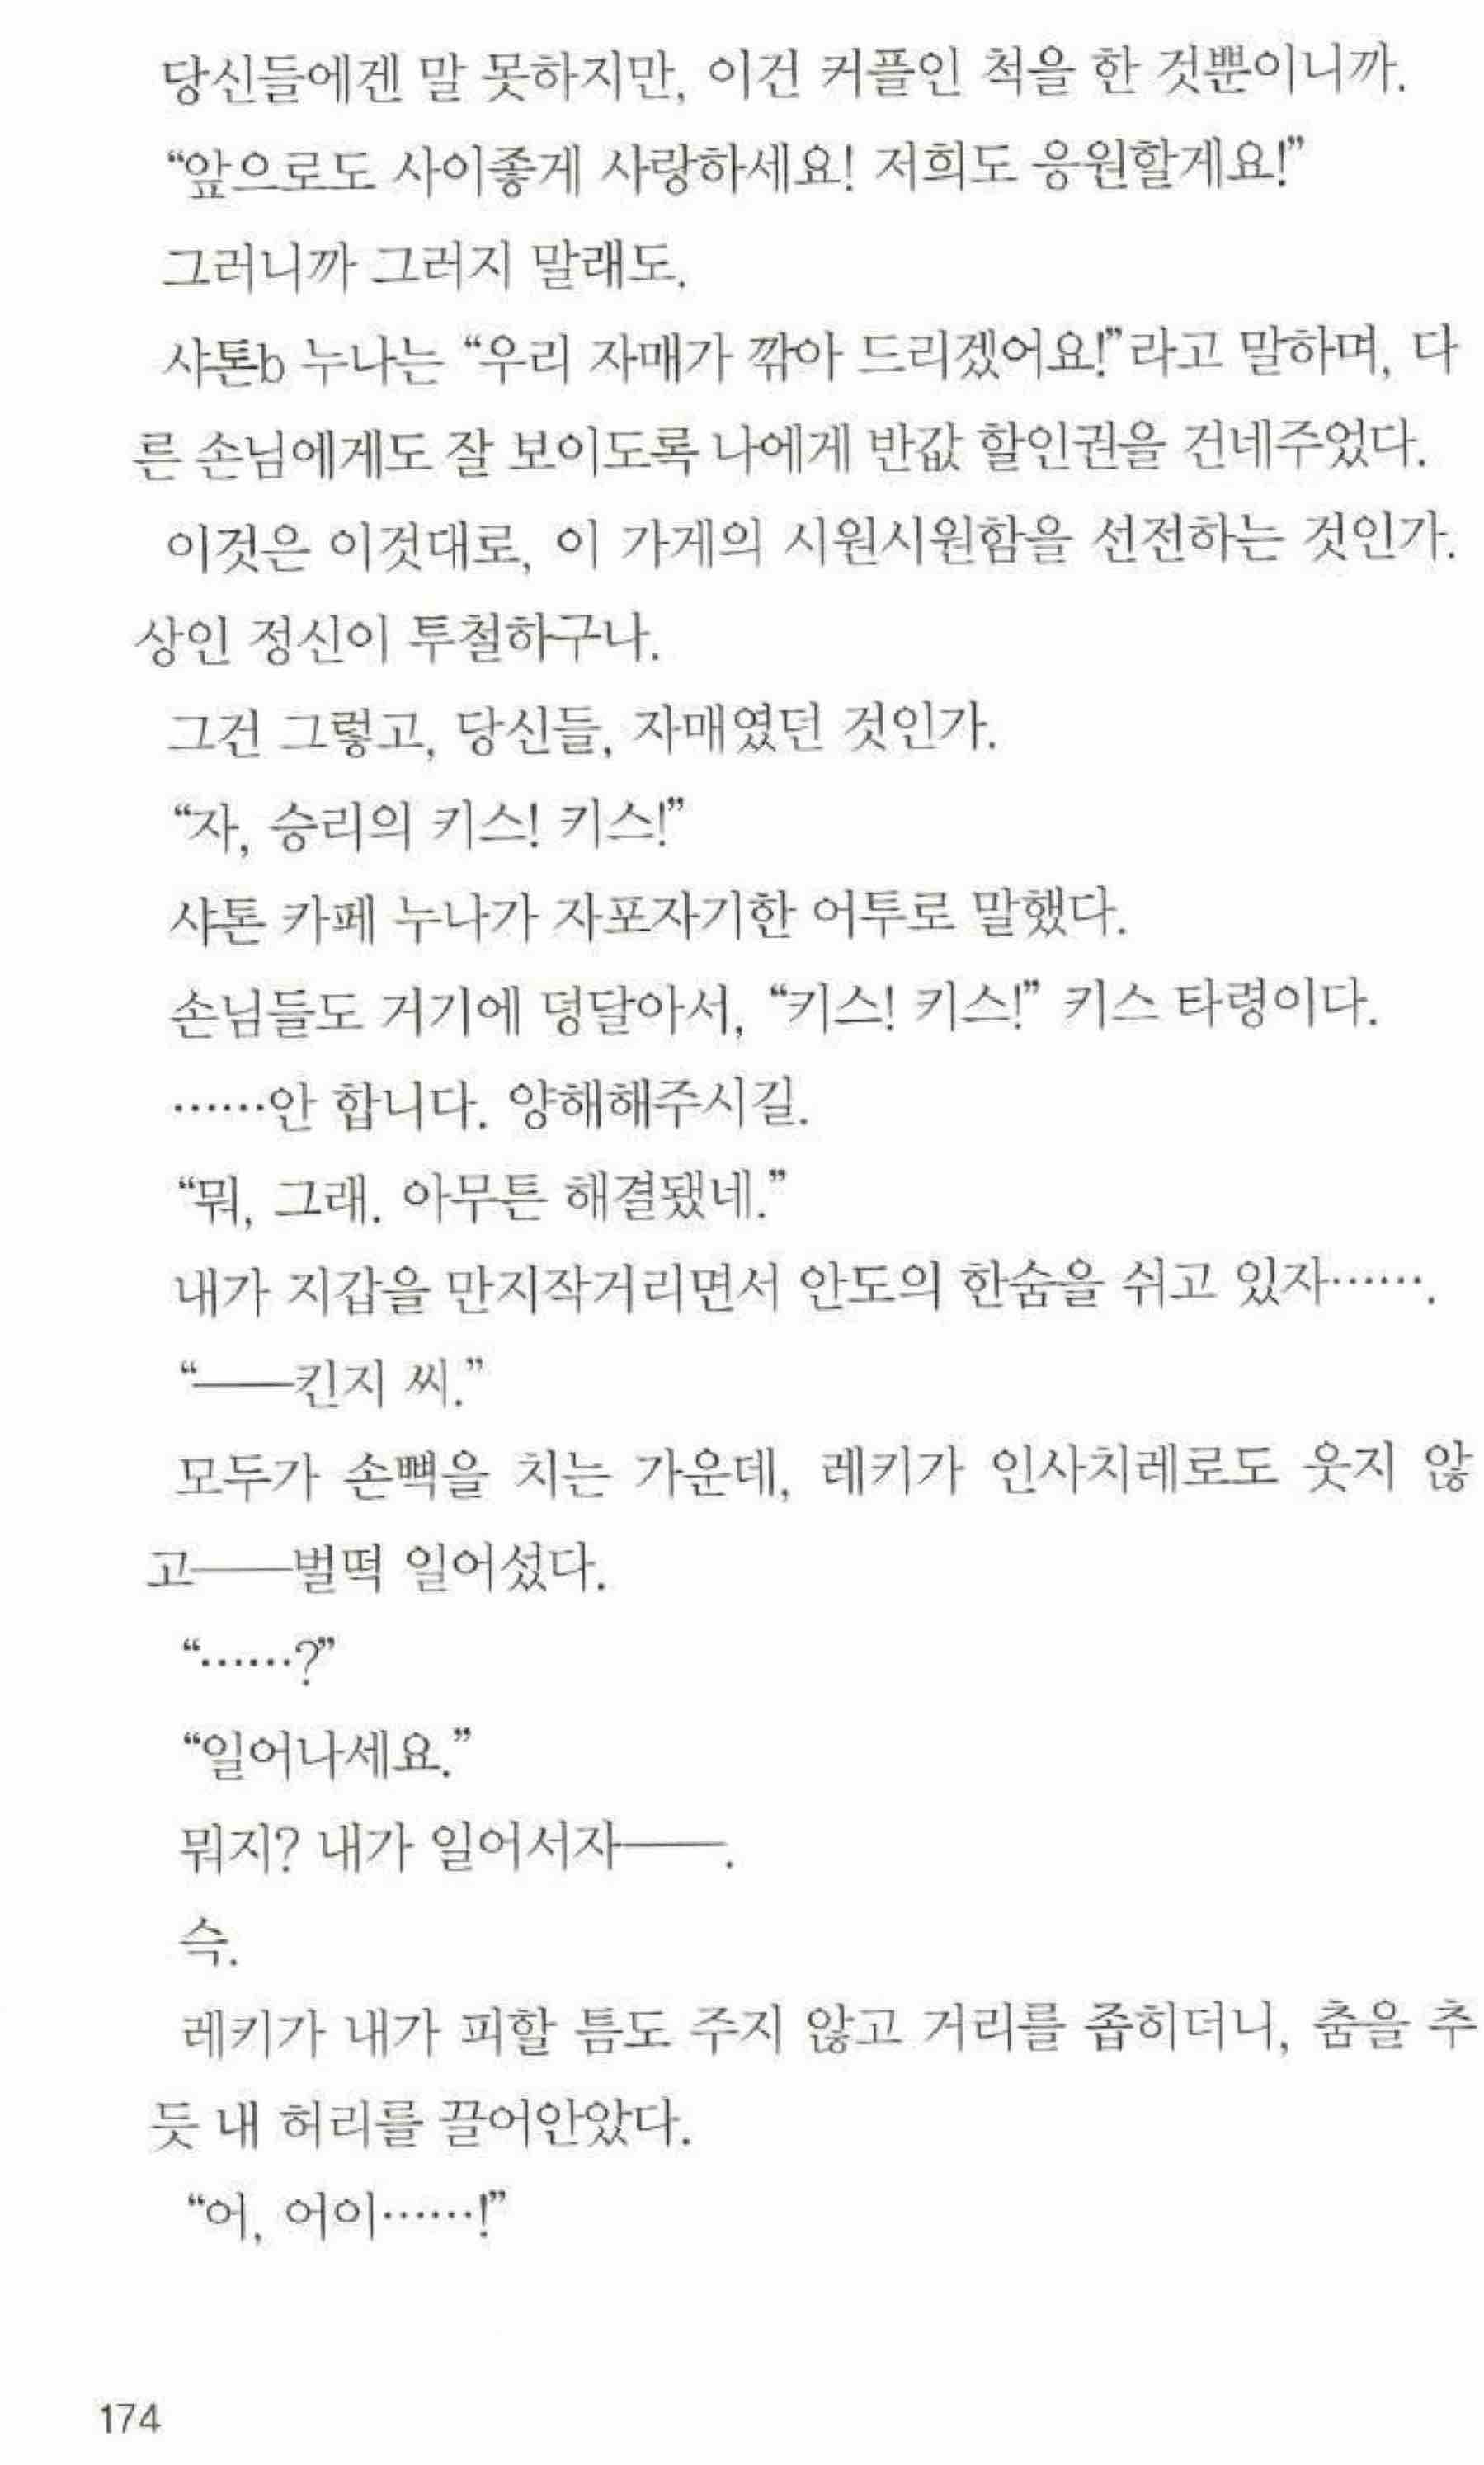 당신들에겐 말 못하지만, 이건 커플인 척을 한 것뿐이니까.
“앞으로도 사이좋게 사랑하세요! 저희도 응원할게요!”
그러니까 그러지 말래도.
샤톤b 누나는 “우리 자매가 깎아 드리겠어요!”라고 말하며, 다
른 손님에게도 잘 보이도록 나에게 반값 할인권을 건네주었다.
이것은 이것대로, 이 가게의 시원시원함을 선전하는 것인가.
상인 정신이 투철하구나.
그건 그렇고, 당신들, 자매였던 것인가.
“자, 승리의 키스! 키스!”
샤톤 카페 누나가 자포자기한 어투로 말했다.
손님들도 거기에 덩달아서, “키스! 키스!” 키스 타령이다.
……안 합니다. 양해해주시길.
“뭐, 그래. 아무튼 해결됐네.”
내가 지갑을 만지작거리면서 안도의 한숨을 쉬고 있자…….
“──킨지 씨.”
모두가 손뼉을 치는 가운데, 레키가 인사치레로도 웃지 않
고──벌떡 일어섰다.
“……?”
“일어나세요.”
뭐지? 내가 일어서자──.
슥.
레키가 내가 피할 틈도 주지 않고 거리를 좁히더니, 춤을 추
듯 내 허리를 끌어안았다.
“어, 어이……!”
174